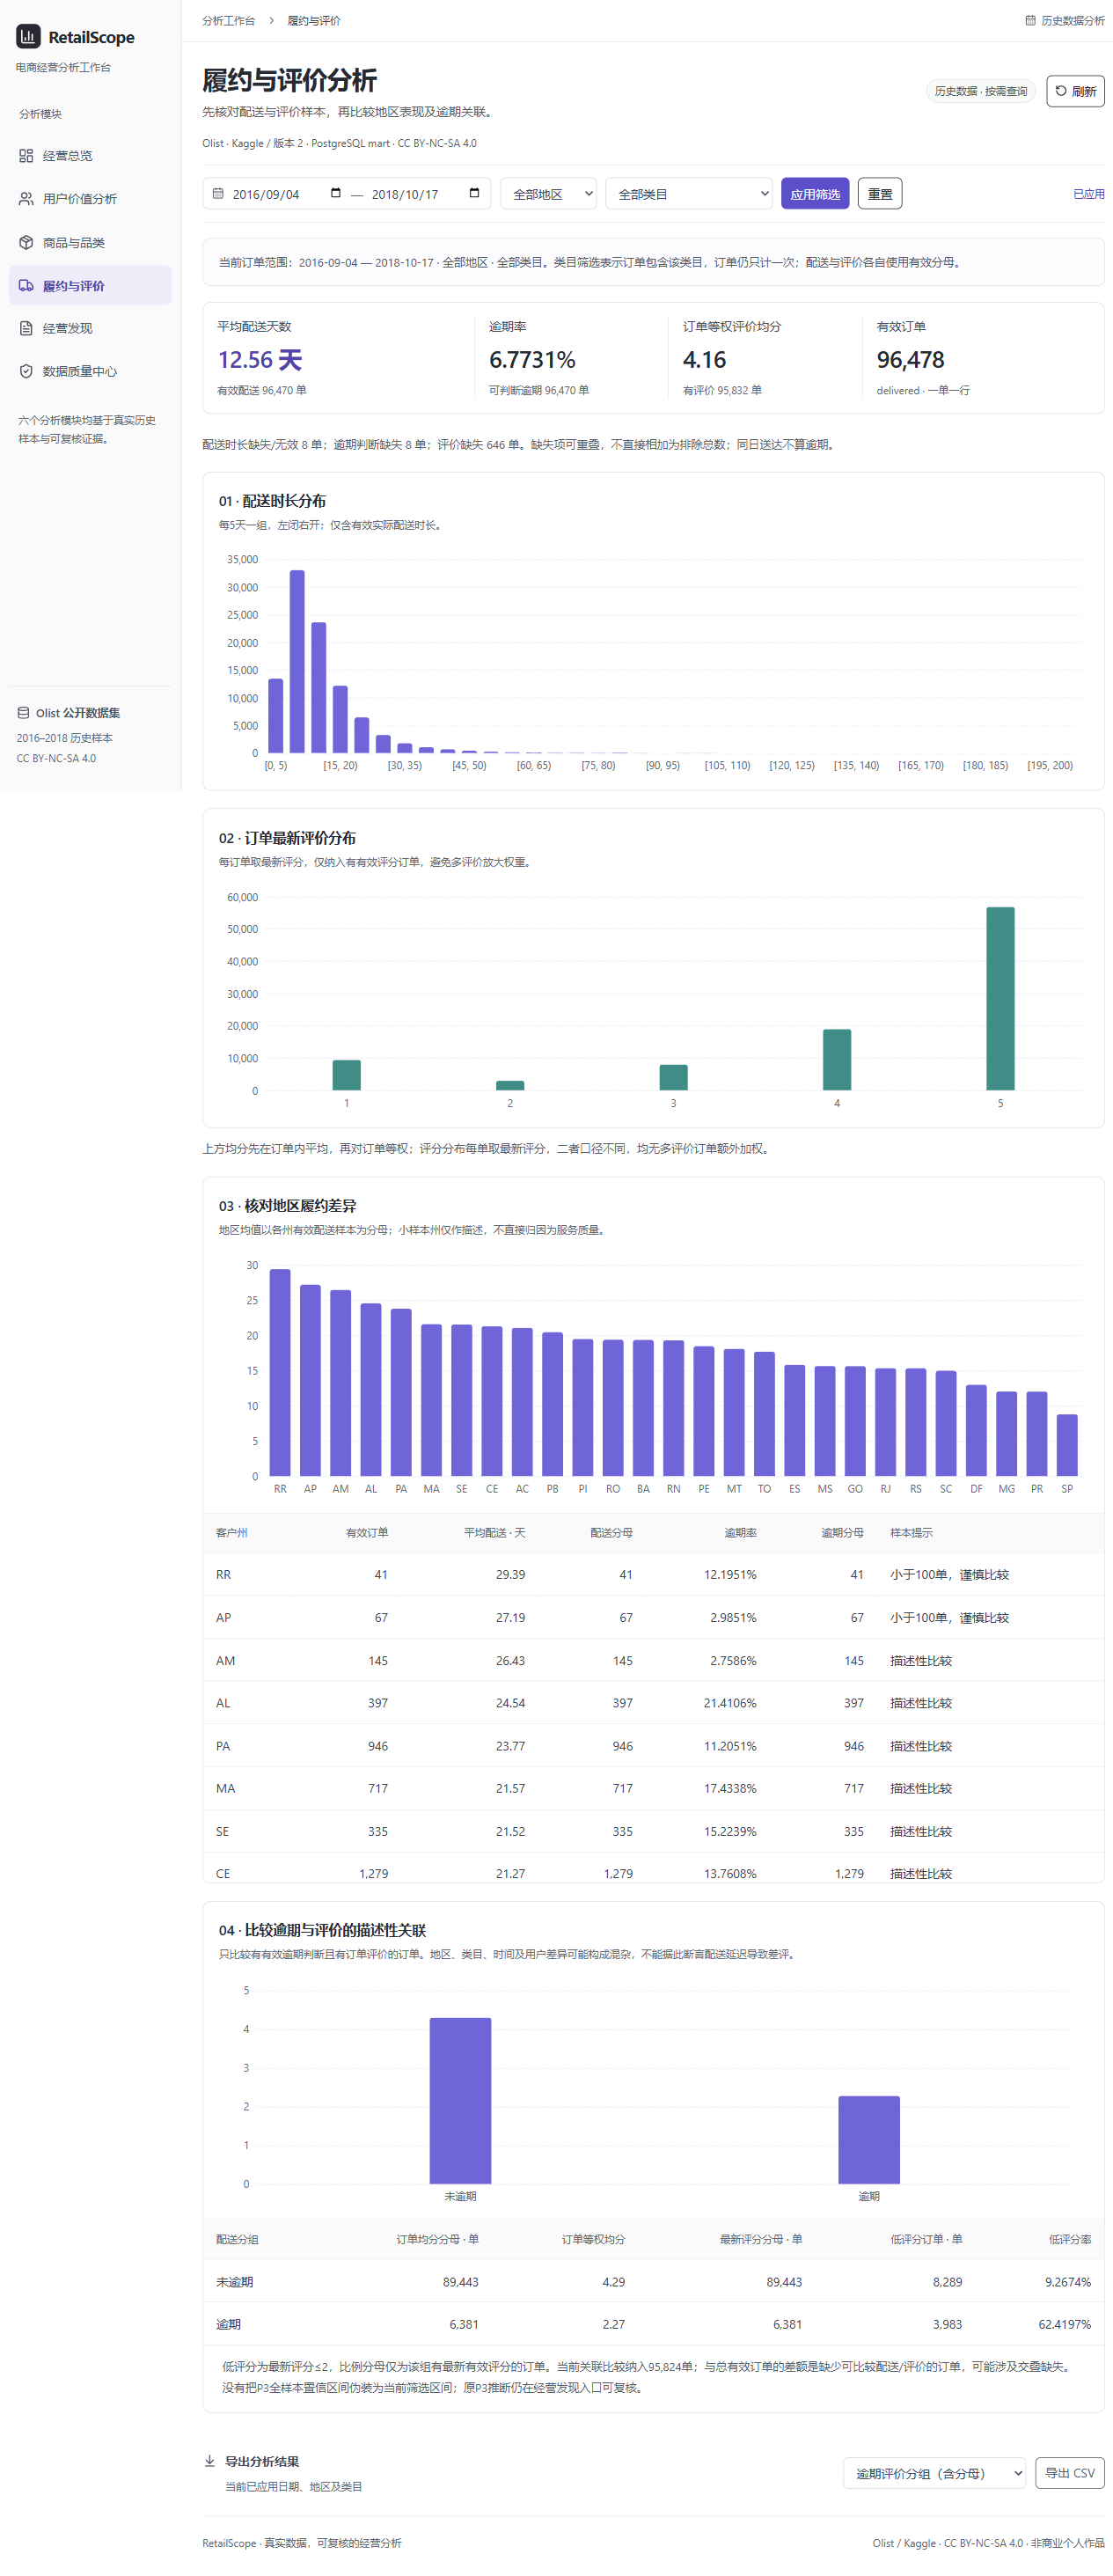 RetailScope
电商经营分析工作台
分析模块
经营总览
用户价值分析
商品与品类
履约与评价
经营发现
数据质量中心
六个分析模块均基于真实历史
样本与可复核证据。
Olist 公开数据集
2016–2018 历史样本
CC BY-NC-SA 4.0
分析工作台 > 履约与评价
历史数据分析
履约与评价分析
先核对配送与评价样本，再比较地区表现及逾期关联。
历史数据 · 按需查询
刷新
Olist · Kaggle / 版本 2 · PostgreSQL mart · CC BY-NC-SA 4.0
2016/09/04 — 2018/10/17 全部地区 全部类目 应用筛选 重置 已应用
当前订单范围：2016-09-04 — 2018-10-17 · 全部地区 · 全部类目。类目筛选表示订单包含该类目，订单仍只计一次；配送与评价各自使用有效分母。
平均配送天数 逾期率 订单等权评价均分 有效订单
12.56 天 6.7731% 4.16 96,478
有效配送 96,470 单 可判断逾期 96,470 单 有评价 95,832 单 delivered · 一单一行
配送时长缺失/无效 8 单；逾期判断缺失 8 单；评价缺失 646 单。缺失项可重叠，不直接相加为排除总数；同日送达不算逾期。
01 · 配送时长分布
每5天一组，左闭右开；仅含有效实际配送时长。
35,000
30,000
25,000
20,000
15,000
10,000
5,000
0
[0, 5) [15, 20) [30, 35) [45, 50) [60, 65) [75, 80) [90, 95) [105, 110) [120, 125) [135, 140) [165, 170) [180, 185) [195, 200)
02 · 订单最新评价分布
每订单取最新评分，仅纳入有有效评分订单，避免多评价放大权重。
60,000
50,000
40,000
30,000
20,000
10,000
0
1 2 3 4 5
上方均分先在订单内平均，再对订单等权；评分分布每单取最新评分，二者口径不同，均无多评价订单额外加权。
03 · 核对地区履约差异
地区均值以各州有效配送样本为分母；小样本州仅作描述，不直接归因为服务质量。
30
25
20
15
10
5
0
RR AP AM AL PA MA SE CE AC PB PI RO BA RN PE MT TO ES MS GO RJ RS SC DF MG PR SP
客户州 有效订单 平均配送 · 天 配送分母 逾期率 逾期分母 样本提示
RR 41 29.39 41 12.1951% 41 小于100单，谨慎比较
AP 67 27.19 67 2.9851% 67 小于100单，谨慎比较
AM 145 26.43 145 2.7586% 145 描述性比较
AL 397 24.54 397 21.4106% 397 描述性比较
PA 946 23.77 946 11.2051% 946 描述性比较
MA 717 21.57 717 17.4338% 717 描述性比较
SE 335 21.52 335 15.2239% 335 描述性比较
CE 1,279 21.27 1,279 13.7608% 1,279 描述性比较
04 · 比较逾期与评价的描述性关联
只比较有有效逾期判断且有订单评价的订单。地区、类目、时间及用户差异可能构成混杂，不能据此断言配送延迟导致差评。
5
4
3
2
1
0
未逾期 逾期
配送分组 订单均分分母 · 单 订单等权均分 最新评分分母 · 单 低评分订单 · 单 低评分率
未逾期 89,443 4.29 89,443 8,289 9.2674%
逾期 6,381 2.27 6,381 3,983 62.4197%
低评分为最新评分≤2，比例分母仅为该组有最新有效评分的订单。当前关联比较纳入95,824单；与总有效订单的差额是缺少可比较配送/评价的订单，可能涉及交叠缺失。
没有把P3全样本置信区间伪装为当前筛选区间；原P3推断仍在经营发现入口可复核。
导出分析结果
当前已应用日期、地区及类目
逾期评价分组（含分母）
导出 CSV
RetailScope · 真实数据，可复核的经营分析
Olist / Kaggle · CC BY-NC-SA 4.0 · 非商业个人作品